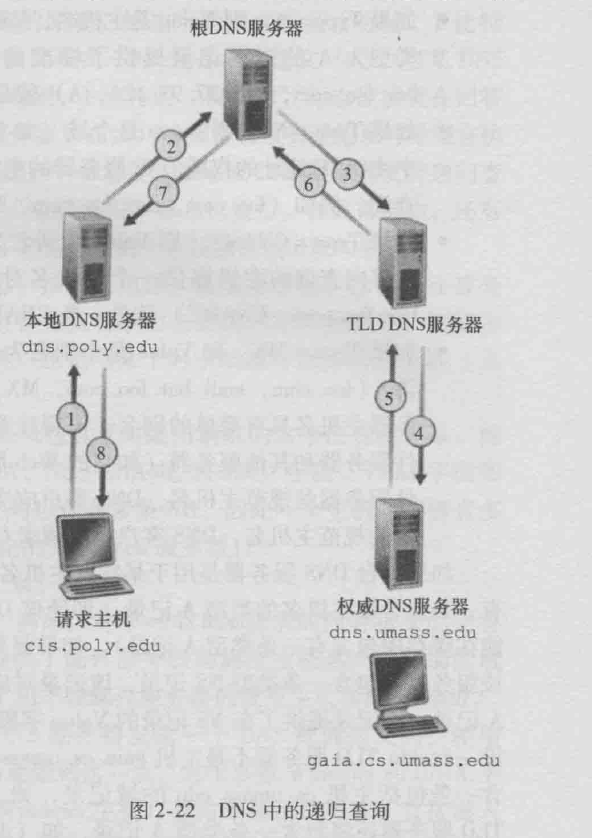 根DNS服务器
2
7
6
3
本地DNS服务器
dns.poly.edu
TLD DNS服务器
1
8
5
4
请求主机
cis.poly.edu
权威DNS服务器
dns.umass.edu
gaia.cs.umass.edu
图 2-22 DNS 中的递归查询